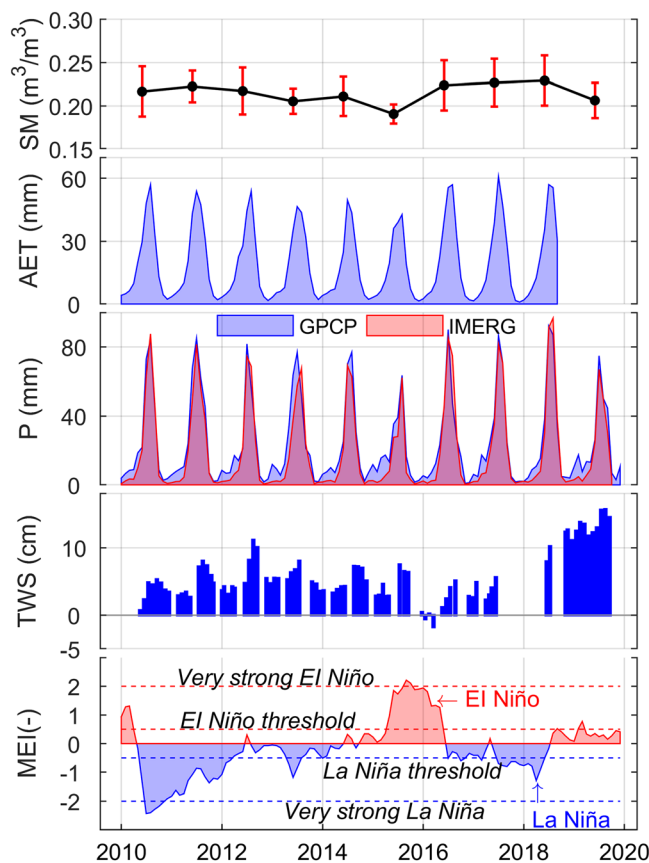 0.30
0.25
0.20
0.15
SM (m³/m³)
60
30
0
AET (mm)
GPCP
IMERG
80
40
0
P (mm)
10
0
-5
TWS (cm)
Very strong El Niño
El Niño
El Niño threshold
La Niña threshold
Very strong La Niña
La Niña
2
1
0
-1
-2
MEI(-)
2010 2012 2014 2016 2018 2020